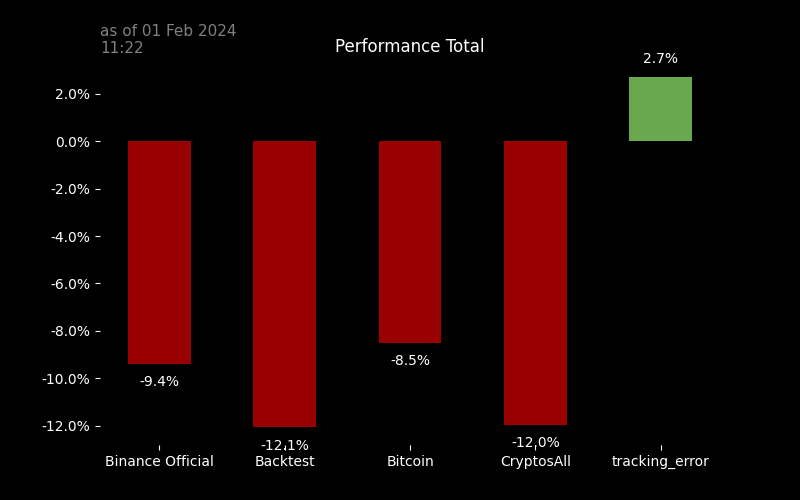 as of 01 Feb 2024
11:22
Performance Total
2.7%
2.0%
0.0%
-2.0%
-4.0%
-6.0%
-8.0%
-10.0%
-12.0%
-9.4%
-12.1%
-8.5%
-12.0%
Binance Official
Backtest
Bitcoin
CryptosAll
tracking_error